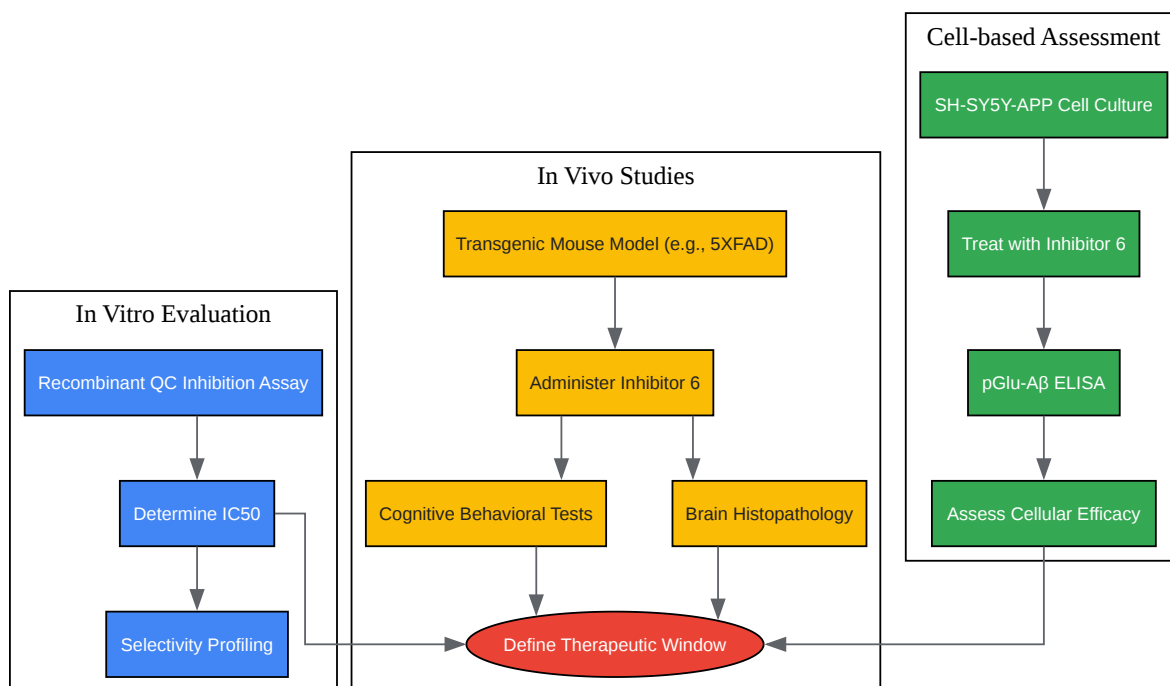 In Vitro Evaluation
Recombinant QC Inhibition Assay
Determine IC50
Selectivity Profiling
In Vivo Studies
Transgenic Mouse Model (e.g., 5XFAD)
Administer Inhibitor 6
Cognitive Behavioral Tests
Brain Histopathology
Define Therapeutic Window
Cell-based Assessment
SH-SY5Y-APP Cell Culture
Treat with Inhibitor 6
pGlu-Aβ ELISA
Assess Cellular Efficacy